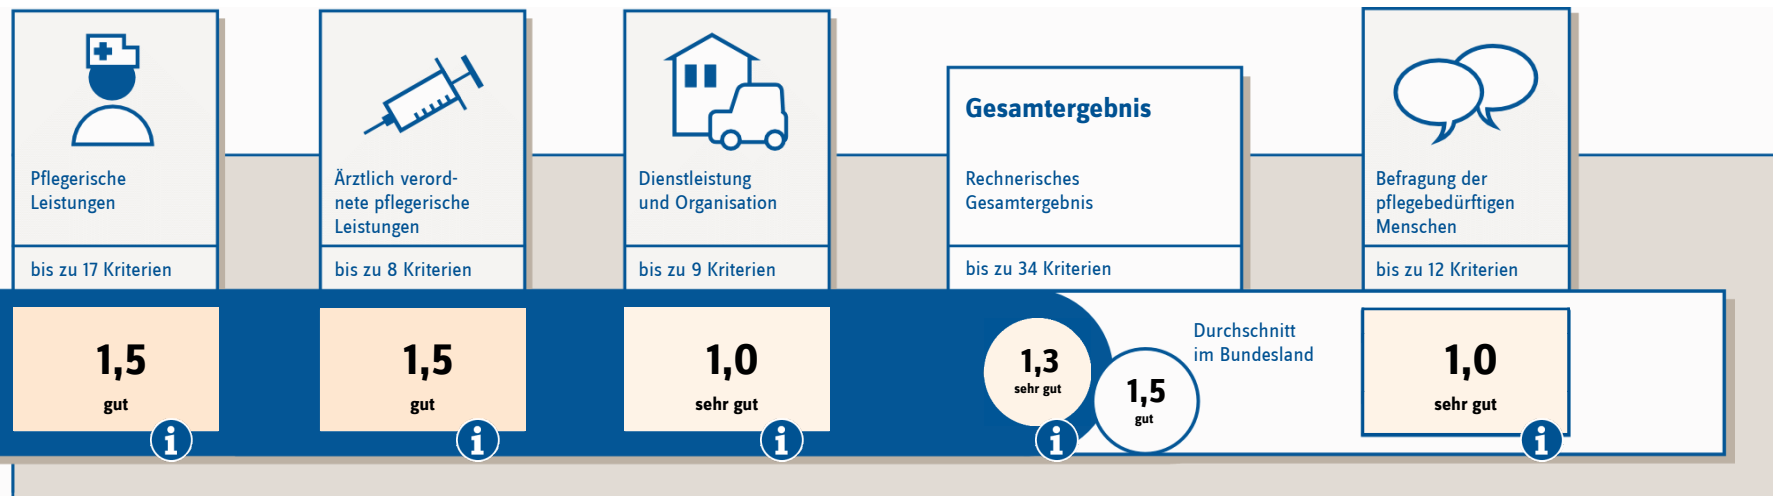 Pflegerische
Leistungen
bis zu 17 Kriterien
1,5
gut
i
Ärztlich verord-
nete pflegerische
Leistungen
bis zu 8 Kriterien
1,5
gut
i
Dienstleistung
und Organisation
bis zu 9 Kriterien
1,0
sehr gut
i
Gesamtergebnis
Rechnerisches
Gesamtergebnis
bis zu 34 Kriterien
1,3
sehr gut
i
1,5
gut
Durchschnitt
im Bundesland
Befragung der
pflegebedürftigen
Menschen
bis zu 12 Kriterien
1,0
sehr gut
i